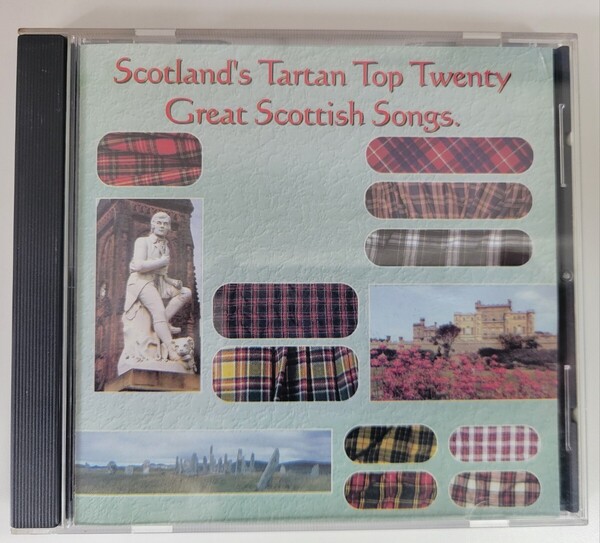 Scotland's Tartan Top Twenty
Great Scottish Songs.